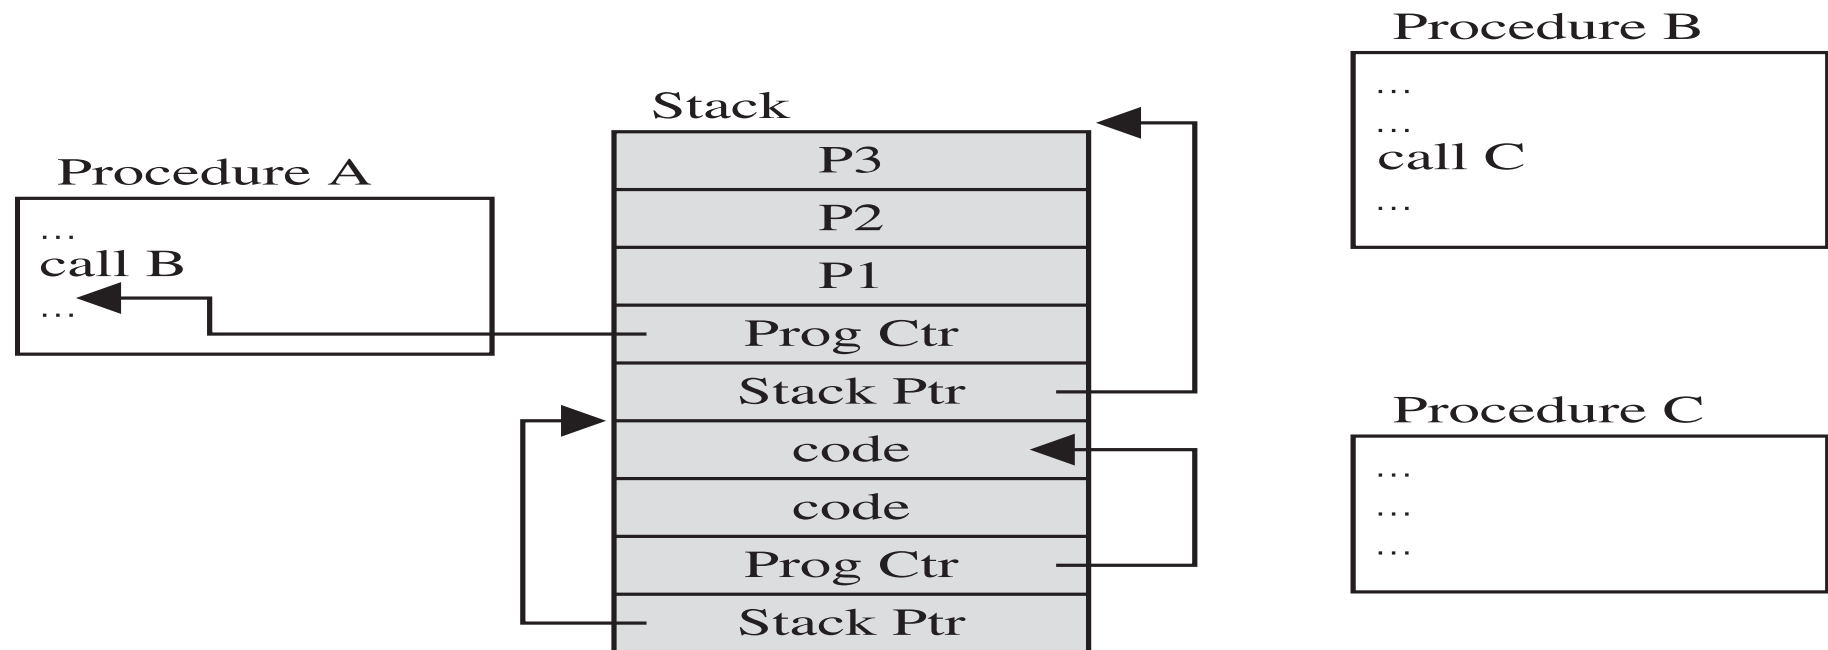 Procedure A
...
call B
...
Stack
P3
P2
P1
Prog Ctr
Stack Ptr
code
code
Prog Ctr
Stack Ptr
Procedure B
...
...
call C
...
Procedure C
...
...
...